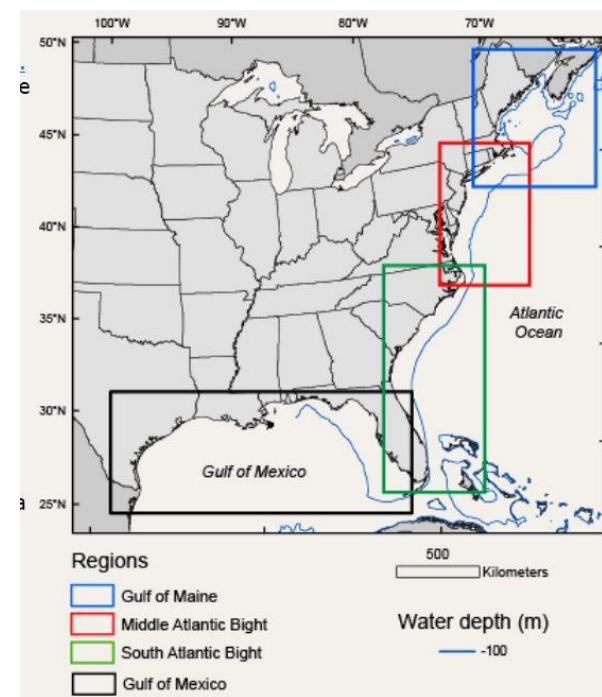 100°W 90°W 80°W 70°W
50°N
e
45°N
40°N
35°N
30°N
25°N
a
Atlantic
Ocean
Gulf of Mexico
Regions
Gulf of Maine
Middle Atlantic Bight
South Atlantic Bight
Gulf of Mexico
500
Kilometers
Water depth (m)
-100